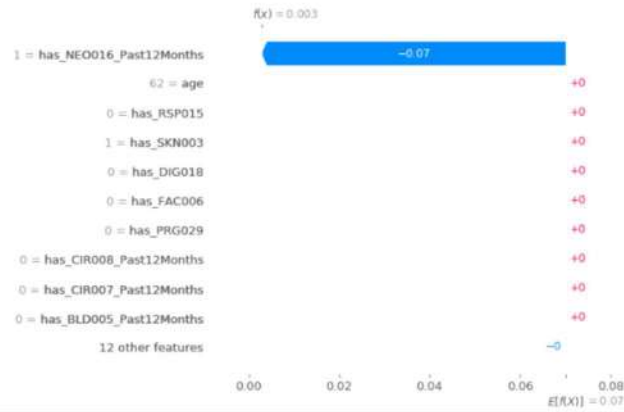 f(x) = 0.003
1 = has_NEO016_Past12Months
−0.07
62 = age
+0
0 = has_RSP015
+0
1 = has_SKN003
+0
0 = has_DIG018
+0
0 = has_FAC006
+0
0 = has_PRG029
+0
0 = has_CIR008_Past12Months
+0
0 = has_CIR007_Past12Months
+0
0 = has_BLD005_Past12Months
+0
12 other features
−0
0.00 0.02 0.04 0.06 0.08
E[f(X)] = 0.07